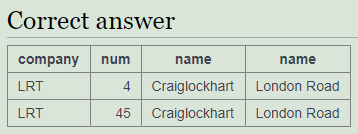 Correct answer
company num name name
LRT 4 Craiglockhart London Road
LRT 45 Craiglockhart London Road